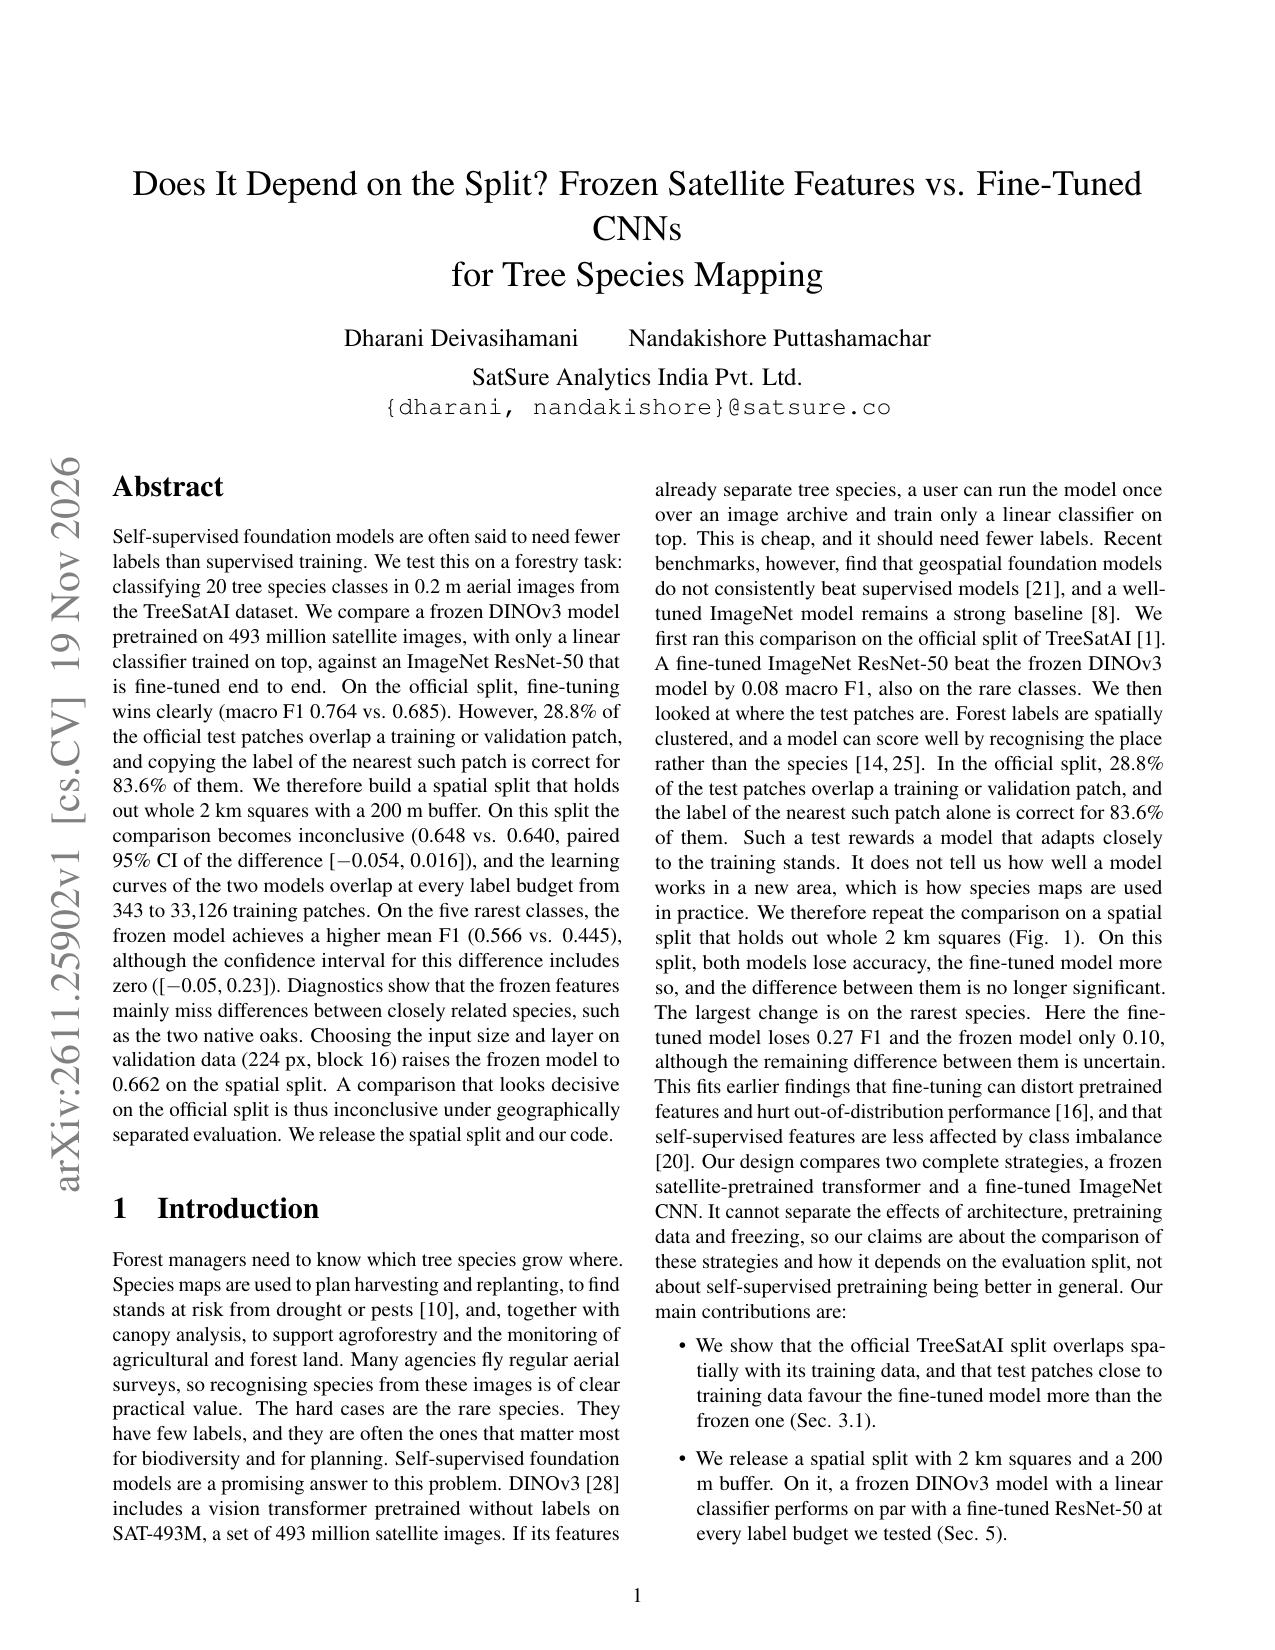 Does It Depend on the Split? Frozen Satellite Features vs. Fine-Tuned
CNNs
for Tree Species Mapping
Dharani Deivasihamani Nandakishore Puttashamachar
SatSure Analytics India Pvt. Ltd.
{dharani, nandakishore}@satsure.co
arXiv:2611.25902v1 [cs.CV] 19 Nov 2026
Abstract
Self-supervised foundation models are often said to need fewer
labels than supervised training. We test this on a forestry task:
classifying 20 tree species classes in 0.2 m aerial images from
the TreeSatAI dataset. We compare a frozen DINOv3 model
pretrained on 493 million satellite images, with only a linear
classifier trained on top, against an ImageNet ResNet-50 that
is fine-tuned end to end. On the official split, fine-tuning
wins clearly (macro F1 0.764 vs. 0.685). However, 28.8% of
the official test patches overlap a training or validation patch,
and copying the label of the nearest such patch is correct for
83.6% of them. We therefore build a spatial split that holds
out whole 2 km squares with a 200 m buffer. On this split the
comparison becomes inconclusive (0.648 vs. 0.640, paired
95% CI of the difference [−0.054, 0.016]), and the learning
curves of the two models overlap at every label budget from
343 to 33,126 training patches. On the five rarest classes, the
frozen model achieves a higher mean F1 (0.566 vs. 0.445),
although the confidence interval for this difference includes
zero ([−0.05, 0.23]). Diagnostics show that the frozen features
mainly miss differences between closely related species, such
as the two native oaks. Choosing the input size and layer on
validation data (224 px, block 16) raises the frozen model to
0.662 on the spatial split. A comparison that looks decisive
on the official split is thus inconclusive under geographically
separated evaluation. We release the spatial split and our code.
1 Introduction
Forest managers need to know which tree species grow where.
Species maps are used to plan harvesting and replanting, to find
stands at risk from drought or pests [10], and, together with
canopy analysis, to support agroforestry and the monitoring of
agricultural and forest land. Many agencies fly regular aerial
surveys, so recognising species from these images is of clear
practical value. The hard cases are the rare species. They
have few labels, and they are often the ones that matter most
for biodiversity and for planning. Self-supervised foundation
models are a promising answer to this problem. DINOv3 [28]
includes a vision transformer pretrained without labels on
SAT-493M, a set of 493 million satellite images. If its features
already separate tree species, a user can run the model once
over an image archive and train only a linear classifier on
top. This is cheap, and it should need fewer labels. Recent
benchmarks, however, find that geospatial foundation models
do not consistently beat supervised models [21], and a well-
tuned ImageNet model remains a strong baseline [8]. We
first ran this comparison on the official split of TreeSatAI [1].
A fine-tuned ImageNet ResNet-50 beat the frozen DINOv3
model by 0.08 macro F1, also on the rare classes. We then
looked at where the test patches are. Forest labels are spatially
clustered, and a model can score well by recognising the place
rather than the species [14, 25]. In the official split, 28.8%
of the test patches overlap a training or validation patch, and
the label of the nearest such patch alone is correct for 83.6%
of them. Such a test rewards a model that adapts closely
to the training stands. It does not tell us how well a model
works in a new area, which is how species maps are used
in practice. We therefore repeat the comparison on a spatial
split that holds out whole 2 km squares (Fig. 1). On this
split, both models lose accuracy, the fine-tuned model more
so, and the difference between them is no longer significant.
The largest change is on the rarest species. Here the fine-
tuned model loses 0.27 F1 and the frozen model only 0.10,
although the remaining difference between them is uncertain.
This fits earlier findings that fine-tuning can distort pretrained
features and hurt out-of-distribution performance [16], and that
self-supervised features are less affected by class imbalance
[20]. Our design compares two complete strategies, a frozen
satellite-pretrained transformer and a fine-tuned ImageNet
CNN. It cannot separate the effects of architecture, pretraining
data and freezing, so our claims are about the comparison of
these strategies and how it depends on the evaluation split, not
about self-supervised pretraining being better in general. Our
main contributions are:
• We show that the official TreeSatAI split overlaps spa-
tially with its training data, and that test patches close to
training data favour the fine-tuned model more than the
frozen one (Sec. 3.1).
• We release a spatial split with 2 km squares and a 200
m buffer. On it, a frozen DINOv3 model with a linear
classifier performs on par with a fine-tuned ResNet-50 at
every label budget we tested (Sec. 5).
1